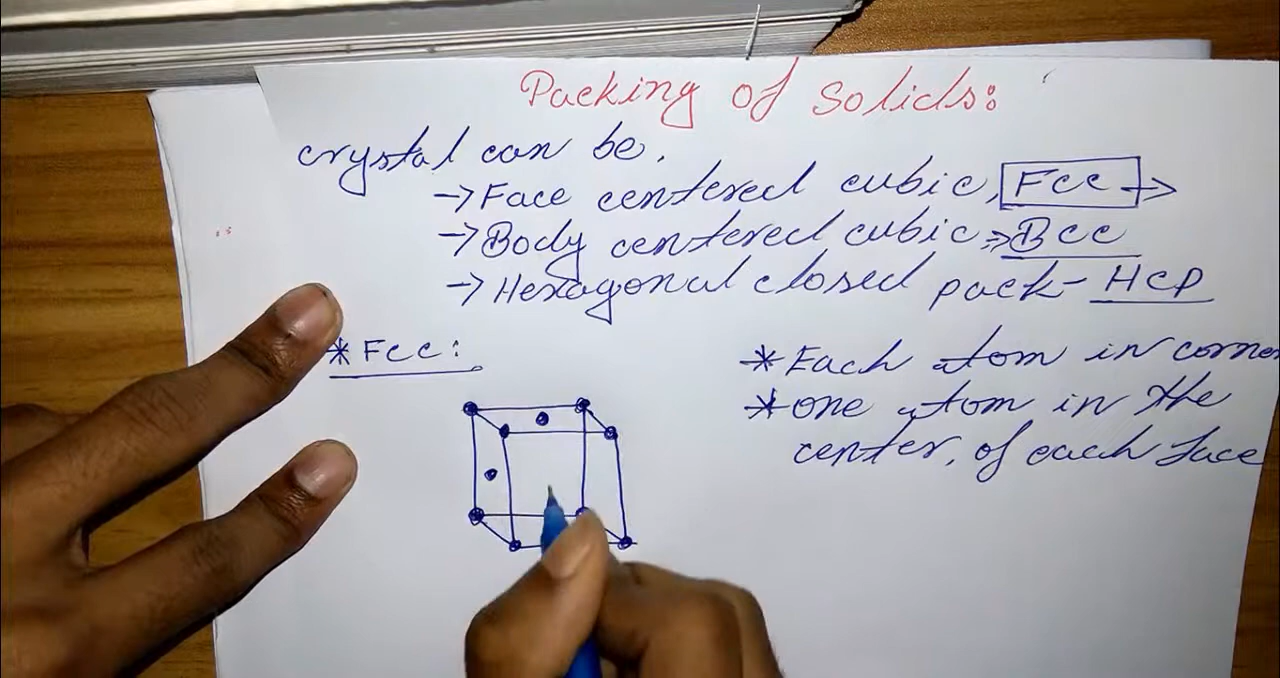 Packing of Solids:
crystal can be.
→ Face centered cubic, Fcc →
→ Body centered cubic ⇒ Bcc
→ Hexagonal closed pack - HCP
* Fcc:
* Each atom in corner
* one atom in the
center, of each face